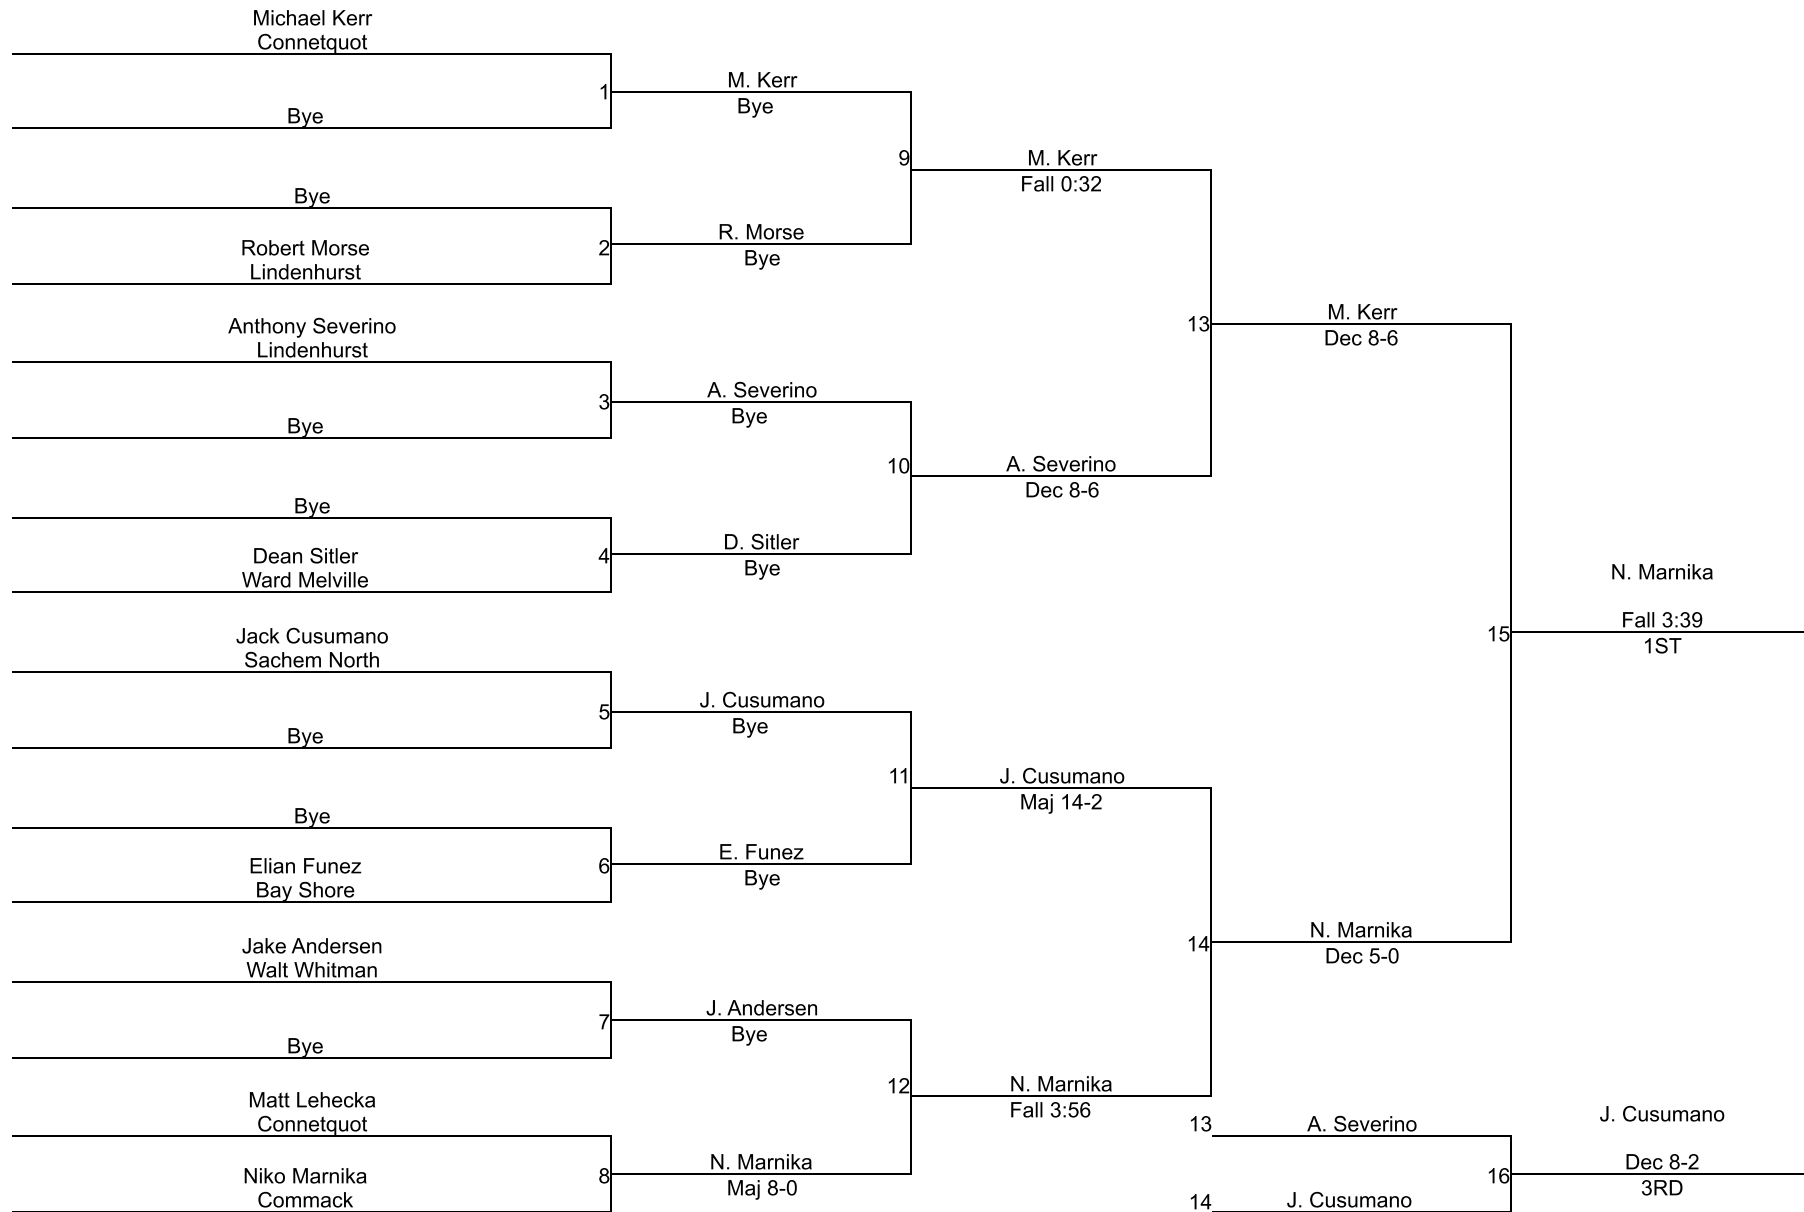 Michael Kerr
Connetquot
1
Bye
M. Kerr
Bye
9
Bye
2
Robert Morse
Lindenhurst
R. Morse
Bye
M. Kerr
Fall 0:32
13
Anthony Severino
Lindenhurst
3
Bye
A. Severino
Bye
10
Bye
4
Dean Sitler
Ward Melville
D. Sitler
Bye
A. Severino
Dec 8-6
M. Kerr
Dec 8-6
15
Jack Cusumano
Sachem North
5
Bye
J. Cusumano
Bye
11
Bye
6
Elian Funez
Bay Shore
E. Funez
Bye
J. Cusumano
Maj 14-2
14
Jake Andersen
Walt Whitman
7
Bye
J. Andersen
Bye
12
Matt Lehecka
Connetquot
8
Niko Marnika
Commack
N. Marnika
Maj 8-0
N. Marnika
Fall 3:56
N. Marnika
Dec 5-0
N. Marnika
Fall 3:39
1ST
13
A. Severino
16
14
J. Cusumano
J. Cusumano
Dec 8-2
3RD